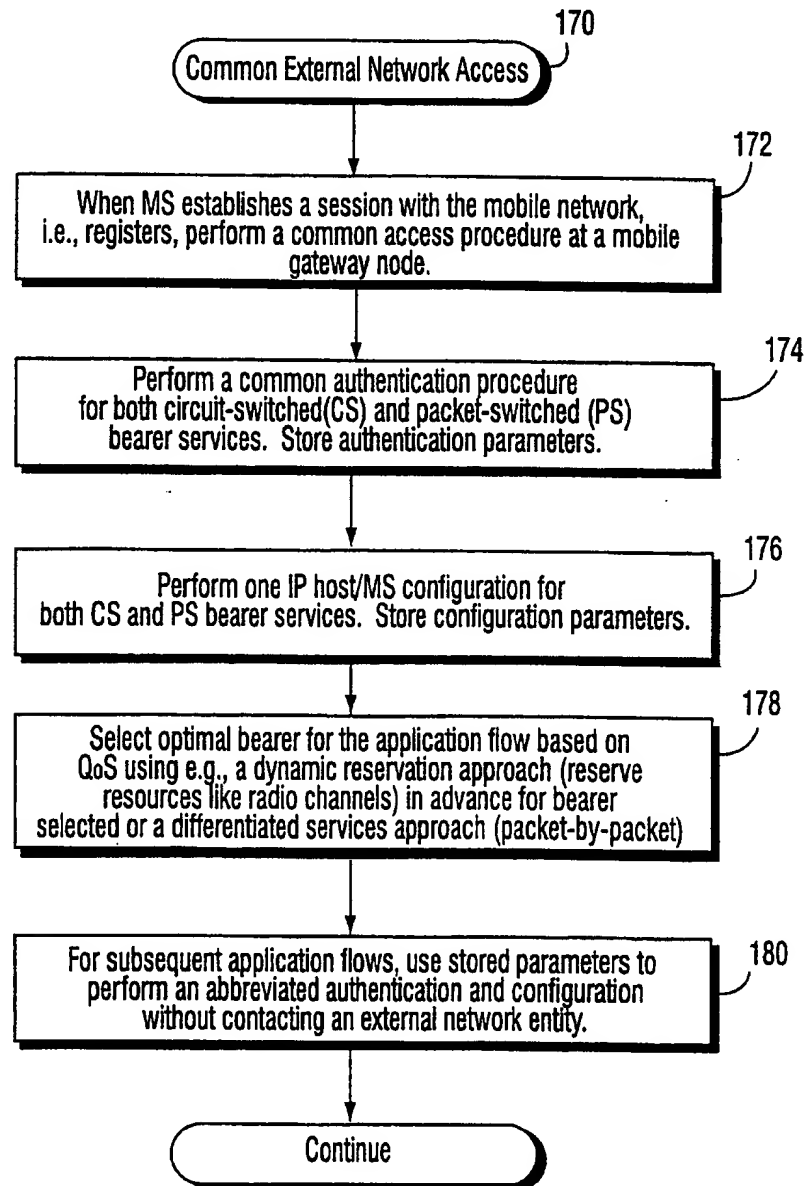 170
Common External Network Access
172
When MS establishes a session with the mobile network,
i.e., registers, perform a common access procedure at a mobile
gateway node.
174
Perform a common authentication procedure
for both circuit-switched(CS) and packet-switched (PS)
bearer services. Store authentication parameters.
176
Perform one IP host/MS configuration for
both CS and PS bearer services. Store configuration parameters.
178
Select optimal bearer for the application flow based on
QoS using e.g., a dynamic reservation approach (reserve
resources like radio channels) in advance for bearer
selected or a differentiated services approach (packet-by-packet)
180
For subsequent application flows, use stored parameters to
perform an abbreviated authentication and configuration
without contacting an external network entity.
Continue